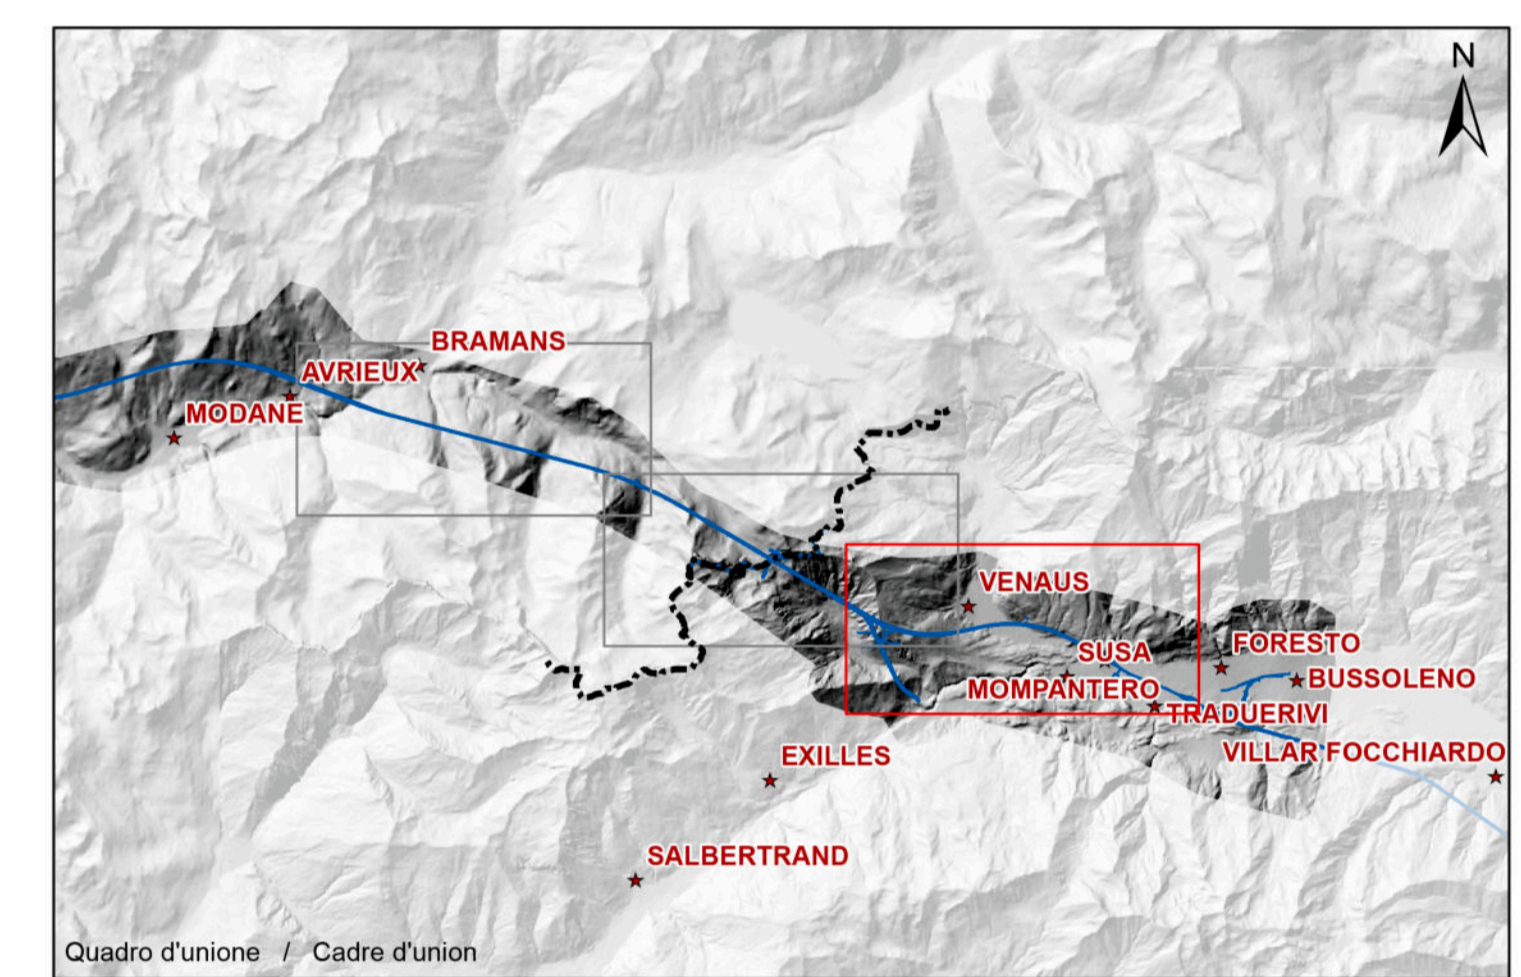 N
BRAMANS
AVRIEUX
MODANE
VENAUS
FORESTO
SUSA
BUSSOLENO
MOMPANTERO
TRADUERIVI
VILLAR FOCCHIARDO
EXILLES
SALBERTRAND
Quadro d'unione / Cadre d'union